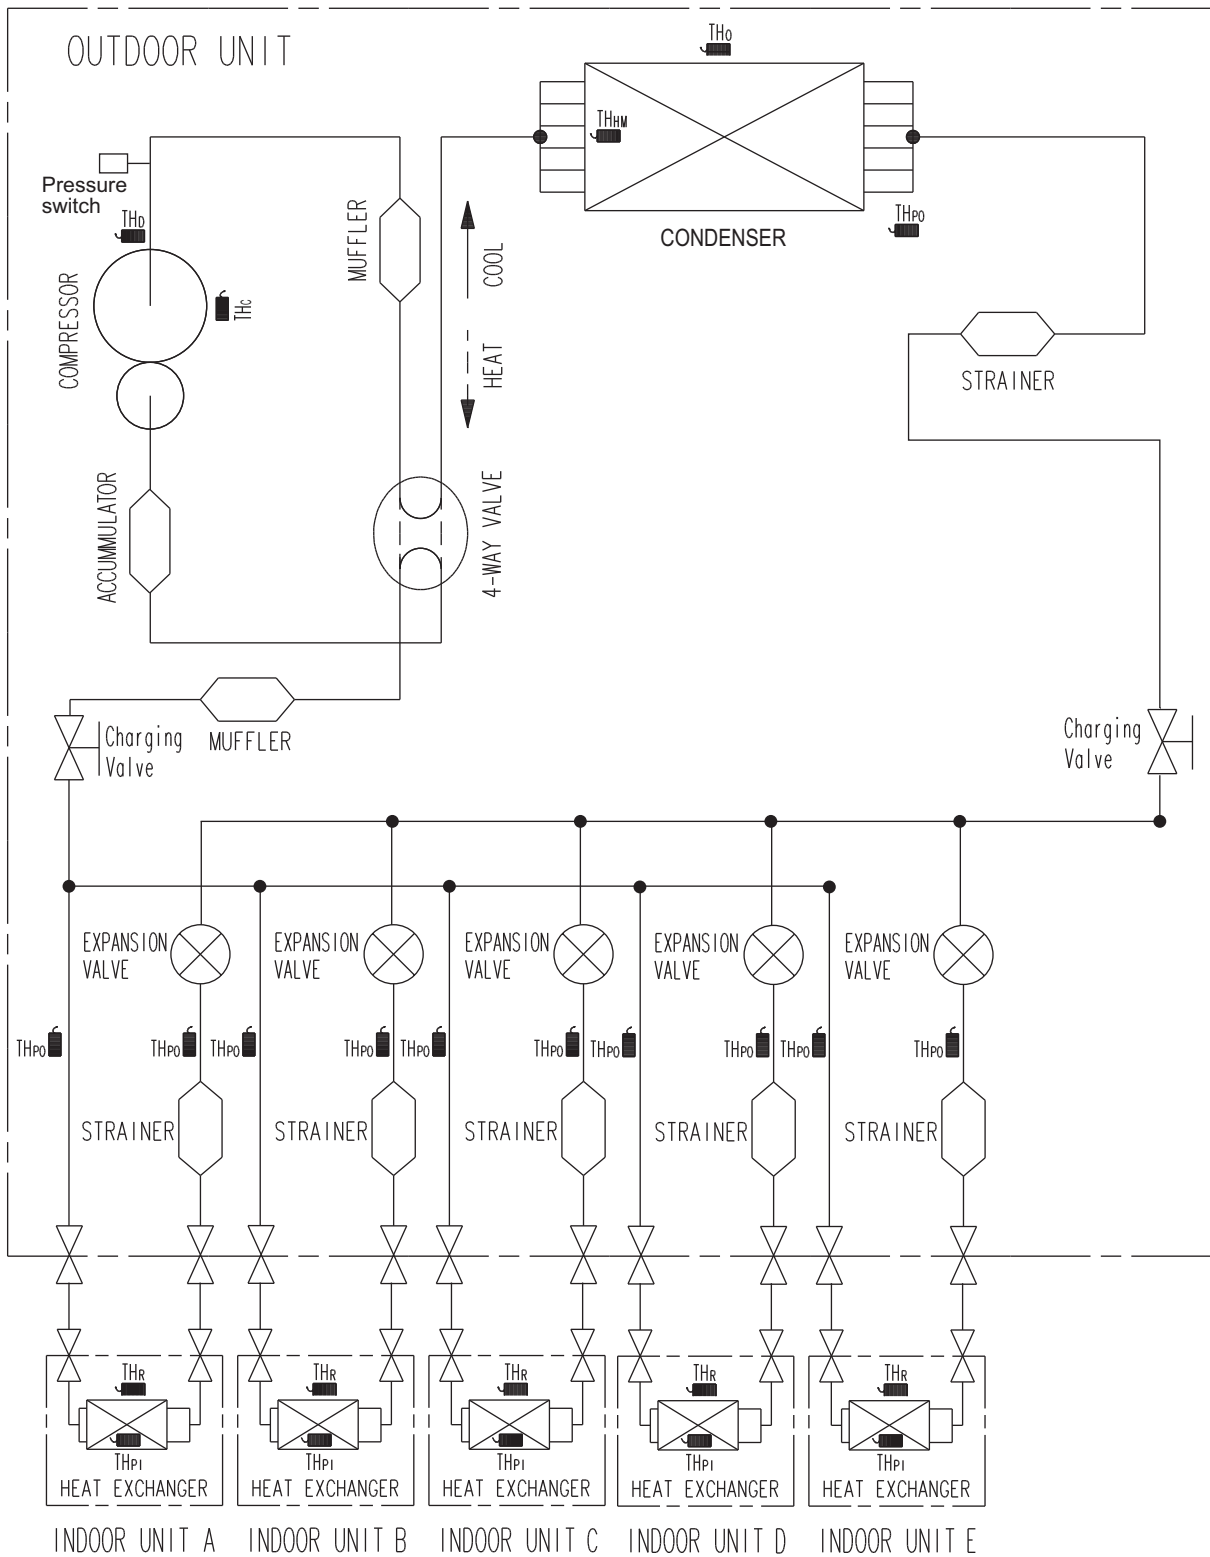 OUTDOOR UNIT
THO
THHM
Pressure
switch
THD
MUFFLER
COOL
CONDENSER
THPO
COMPRESSOR
THC
HEAT
STRAINER
ACCUMMULATOR
4-WAY VALVE
Charging
Valve
MUFFLER
Charging
Valve
EXPANSION
VALVE
EXPANSION
VALVE
EXPANSION
VALVE
EXPANSION
VALVE
EXPANSION
VALVE
THPO
THPO
THPO
THPO
THPO
THPO
THPO
THPO
THPO
THPO
STRAINER
STRAINER
STRAINER
STRAINER
STRAINER
THR
THR
THR
THR
THR
THPI
THPI
THPI
THPI
THPI
HEAT EXCHANGER
HEAT EXCHANGER
HEAT EXCHANGER
HEAT EXCHANGER
HEAT EXCHANGER
INDOOR UNIT A
INDOOR UNIT B
INDOOR UNIT C
INDOOR UNIT D
INDOOR UNIT E